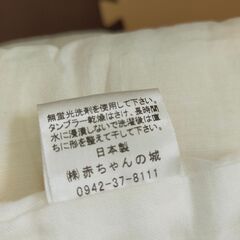 無蛍光洗剤を使用して下さい。
タンブラー乾燥はさけ、長時間
水に浸漬しないで洗濯後は直
ちに形を整えて干して下さい。
日本製
㈱赤ちゃんの城
0942-37-8111